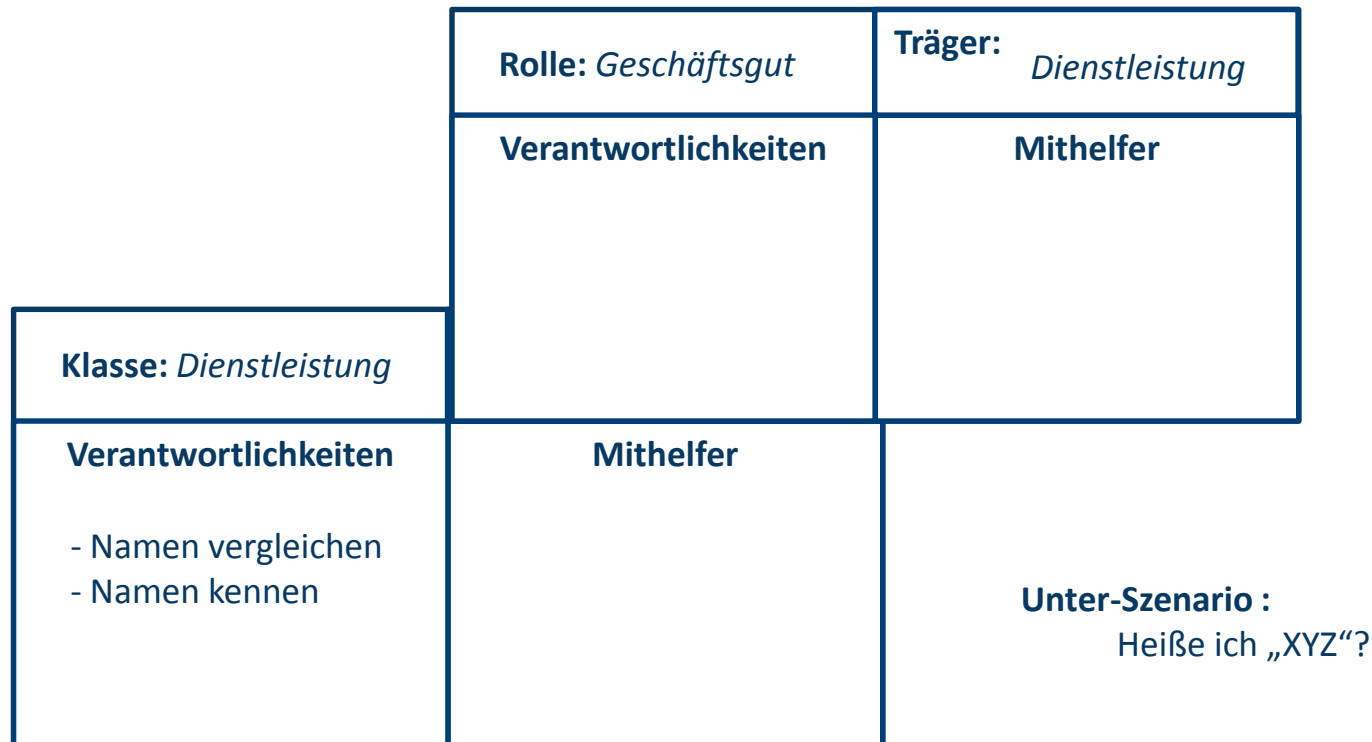 Rolle: Geschäftsgut
Träger: Dienstleistung
Verantwortlichkeiten
Mithelfer
Klasse: Dienstleistung
Verantwortlichkeiten
Mithelfer
- Namen vergleichen
- Namen kennen
Unter-Szenario :
Heiße ich „XYZ“?